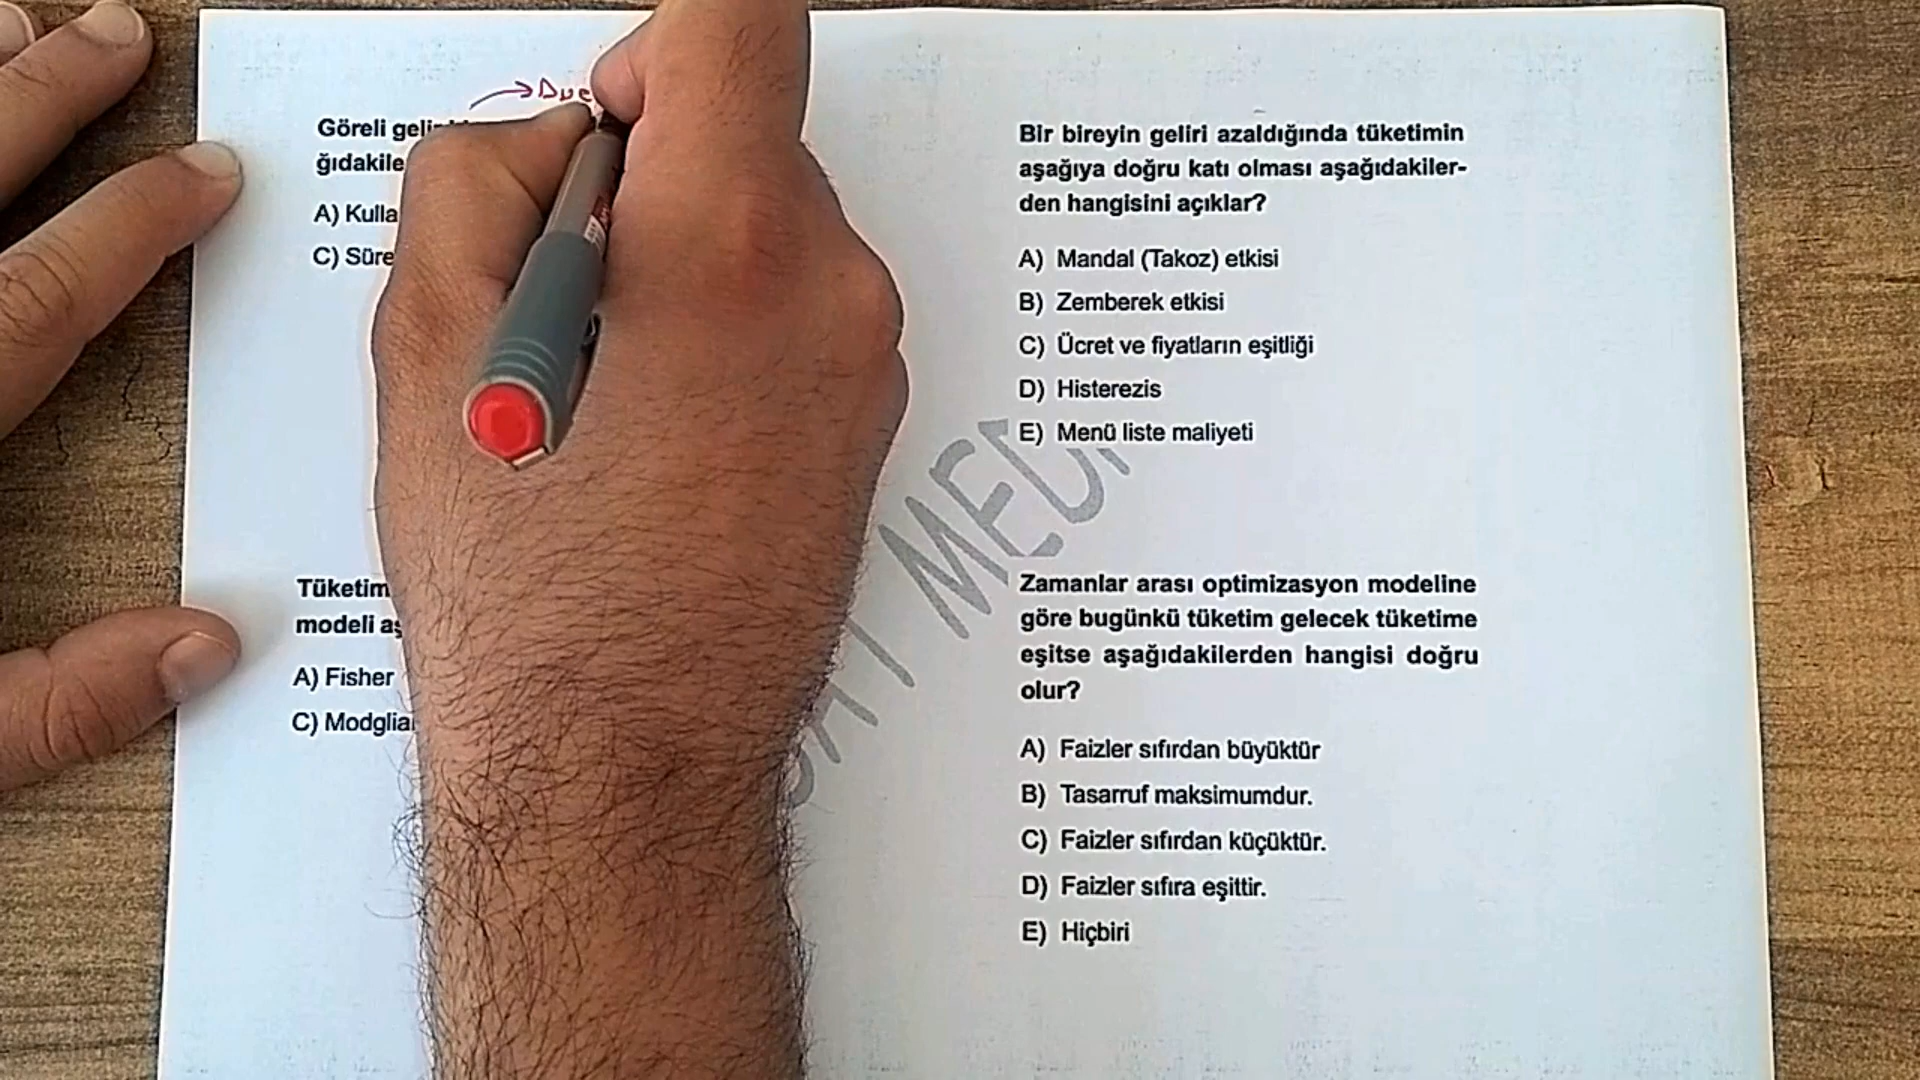 Göreli
ğıdakile
A) Kulla
C) Süre
Tüketim
modeli
A) Fisher
C) Modglia
Bir bireyin geliri azaldığında tüketimin
aşağıya doğru katı olması aşağıdakiler-
den hangisini açıklar?
A) Mandal (Takoz) etkisi
B) Zemberek etkisi
C) Ücret ve fiyatların eşitliği
D) Histerezis
E) Menü liste maliyeti
Zamanlar arası optimizasyon modeline
göre bugünkü tüketim gelecek tüketime
eşitse aşağıdakilerden hangisi doğru
olur?
A) Faizler sıfırdan büyüktür
B) Tasarruf maksimumdur.
C) Faizler sıfırdan küçüktür.
D) Faizler sıfıra eşittir.
E) Hiçbiri